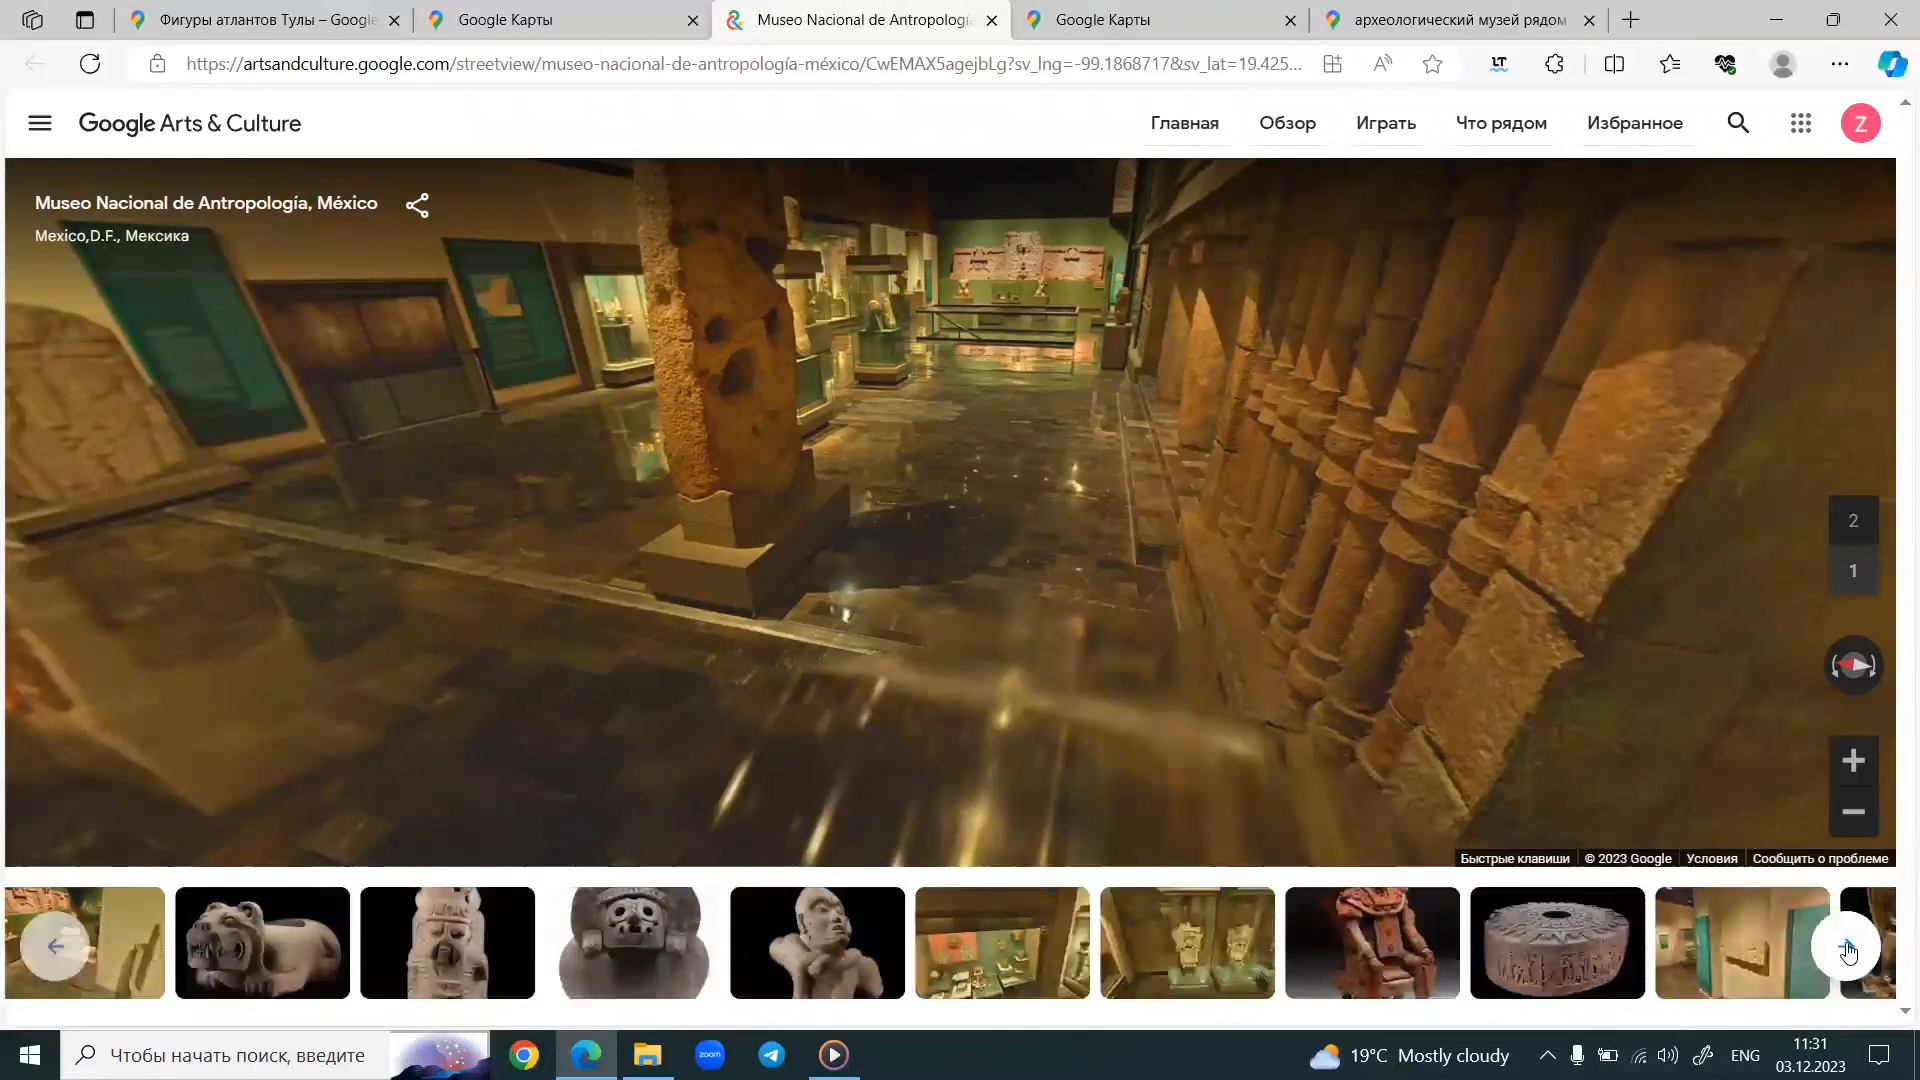 Фигуры атлантов Тулы – Google
Google Карты
Museo Nacional de Antropologí
Google Карты
археологический музей рядом
https://artsandculture.google.com/streetview/museo-nacional-de-antropología-méxico/CwEMAX5agejbLg?sv_lng=-99.1868717&sv_lat=19.425...
LT
Google Arts & Culture
Главная
Обзор
Играть
Что рядом
Избранное
Z
Museo Nacional de Antropología, México
Mexico,D.F., Мексика
2
1
Быстрые клавиши
© 2023 Google
Условия
Сообщить о проблеме
Чтобы начать поиск, введите
zoom
19°C Mostly cloudy
ENG
11:31
03.12.2023